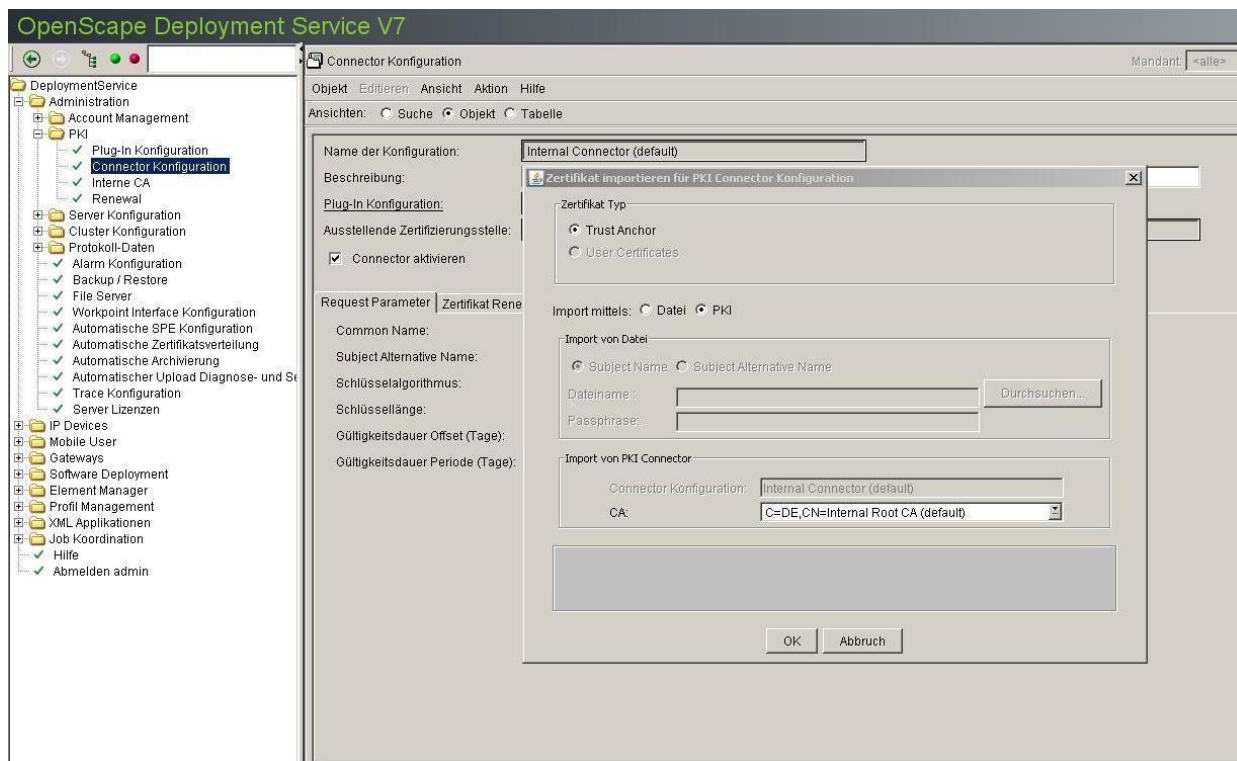 OpenScape Deployment Service V7
DeploymentService
Administration
Account Management
PKI
Plug-In Konfiguration
Connector Konfiguration
Interne CA
Renewal
Server Konfiguration
Cluster Konfiguration
Protokoll-Daten
Alarm Konfiguration
Backup / Restore
File Server
Workpoint Interface Konfiguration
Automatische SPE Konfiguration
Automatische Zertifikatsverteilung
Automatische Archivierung
Automatischer Upload Diagnose- und Se
Trace Konfiguration
Server Lizenzen
IP Devices
Mobile User
Gateways
Software Deployment
Element Manager
Profil Management
XML Applikationen
Job Koordination
Hilfe
Abmelden admin
Connector Konfiguration
Mandant: <alle>
Objekt Editieren Ansicht Aktion Hilfe
Ansichten: Suche Objekt Tabelle
Name der Konfiguration: Internal Connector (default)
Beschreibung:
Plug-In Konfiguration:
Ausstellende Zertifizierungsstelle:
Connector aktivieren
Request Parameter Zertifikat Rene
Common Name:
Subject Alternative Name:
Schlüsselalgorithmus:
Schlüssellänge:
Gültigkeitsdauer Offset (Tage):
Gültigkeitsdauer Periode (Tage):
Zertifikat importieren für PKI Connector Konfiguration
Zertifikat Typ
Trust Anchor
User Certificates
Import mittels: Datei PKI
Import von Datei
Subject Name Subject Alternative Name
Dateiname :
Durchsuchen...
Passphrase:
Import von PKI Connector
Connector Konfiguration: Internal Connector (default)
CA: C=DE,CN=Internal Root CA (default)
OK Abbruch